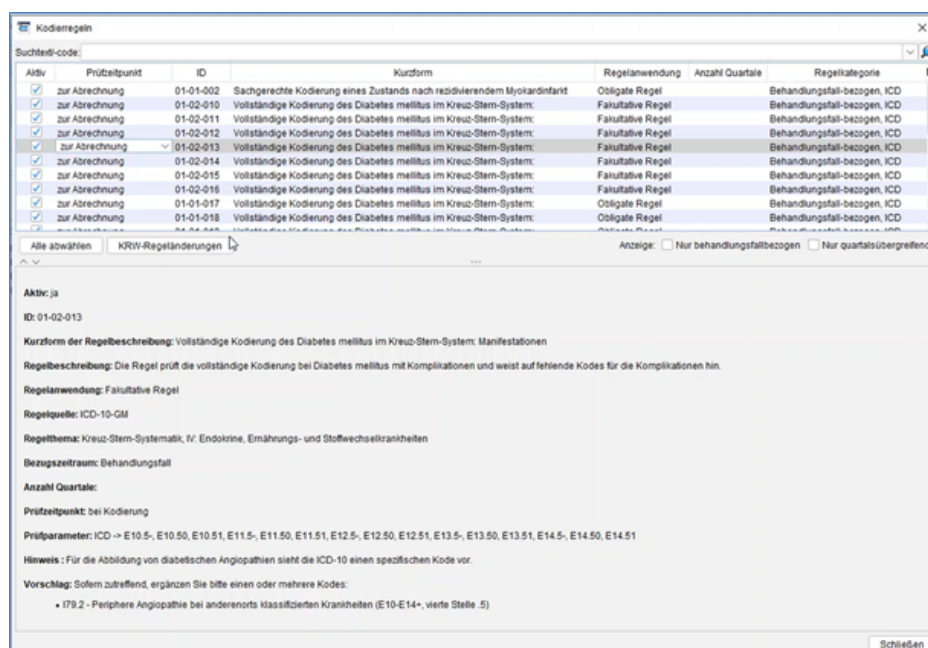 Kodierregeln
Suchtext/-code:
Aktiv Prüfzeitpunkt ID Kurzform Regelanwendung Anzahl Quartale Regelkategorie
zur Abrechnung 01-01-002 Sachgerechte Kodierung eines Zustands nach rezidivierendem Myokardinfarkt Obligate Regel Behandlungsfall-bezogen, ICD
zur Abrechnung 01-02-010 Vollständige Kodierung des Diabetes mellitus im Kreuz-Stern-System: Fakultative Regel Behandlungsfall-bezogen, ICD
zur Abrechnung 01-02-011 Vollständige Kodierung des Diabetes mellitus im Kreuz-Stern-System: Fakultative Regel Behandlungsfall-bezogen, ICD
zur Abrechnung 01-02-012 Vollständige Kodierung des Diabetes mellitus im Kreuz-Stern-System: Fakultative Regel Behandlungsfall-bezogen, ICD
zur Abrechnung 01-02-013 Vollständige Kodierung des Diabetes mellitus im Kreuz-Stern-System: Fakultative Regel Behandlungsfall-bezogen, ICD
zur Abrechnung 01-02-014 Vollständige Kodierung des Diabetes mellitus im Kreuz-Stern-System: Fakultative Regel Behandlungsfall-bezogen, ICD
zur Abrechnung 01-02-015 Vollständige Kodierung des Diabetes mellitus im Kreuz-Stern-System: Fakultative Regel Behandlungsfall-bezogen, ICD
zur Abrechnung 01-02-016 Vollständige Kodierung des Diabetes mellitus im Kreuz-Stern-System: Fakultative Regel Behandlungsfall-bezogen, ICD
zur Abrechnung 01-01-017 Vollständige Kodierung des Diabetes mellitus im Kreuz-Stern-System: Obligate Regel Behandlungsfall-bezogen, ICD
zur Abrechnung 01-01-018 Vollständige Kodierung des Diabetes mellitus im Kreuz-Stern-System: Obligate Regel Behandlungsfall-bezogen, ICD
Alle abwählen KRW-Regeländerungen Anzeige: Nur behandlungsfallbezogen Nur quartalsübergreifend
Aktiv: ja
ID: 01-02-013
Kurzform der Regelbeschreibung: Vollständige Kodierung des Diabetes mellitus im Kreuz-Stern-System: Manifestationen
Regelbeschreibung: Die Regel prüft die vollständige Kodierung bei Diabetes mellitus mit Komplikationen und weist auf fehlende Kodes für die Komplikationen hin.
Regelanwendung: Fakultative Regel
Regelquelle: ICD-10-GM
Regelthema: Kreuz-Stern-Systematik, IV: Endokrine, Ernährungs- und Stoffwechselkrankheiten
Bezugszeitraum: Behandlungsfall
Anzahl Quartale:
Prüfzeitpunkt: bei Kodierung
Prüfparameter: ICD -> E10.5-, E10.50, E10.51, E11.5-, E11.50, E11.51, E12.5-, E12.50, E12.51, E13.5-, E13.50, E13.51, E14.5-, E14.50, E14.51
Hinweis : Für die Abbildung von diabetischen Angiopathien sieht die ICD-10 einen spezifischen Kode vor.
Vorschlag: Sofern zutreffend, ergänzen Sie bitte einen oder mehrere Kodes:
• I79.2 - Periphere Angiopathie bei anderenorts klassifizierten Krankheiten (E10-E14+, vierte Stelle .5)
Schließen